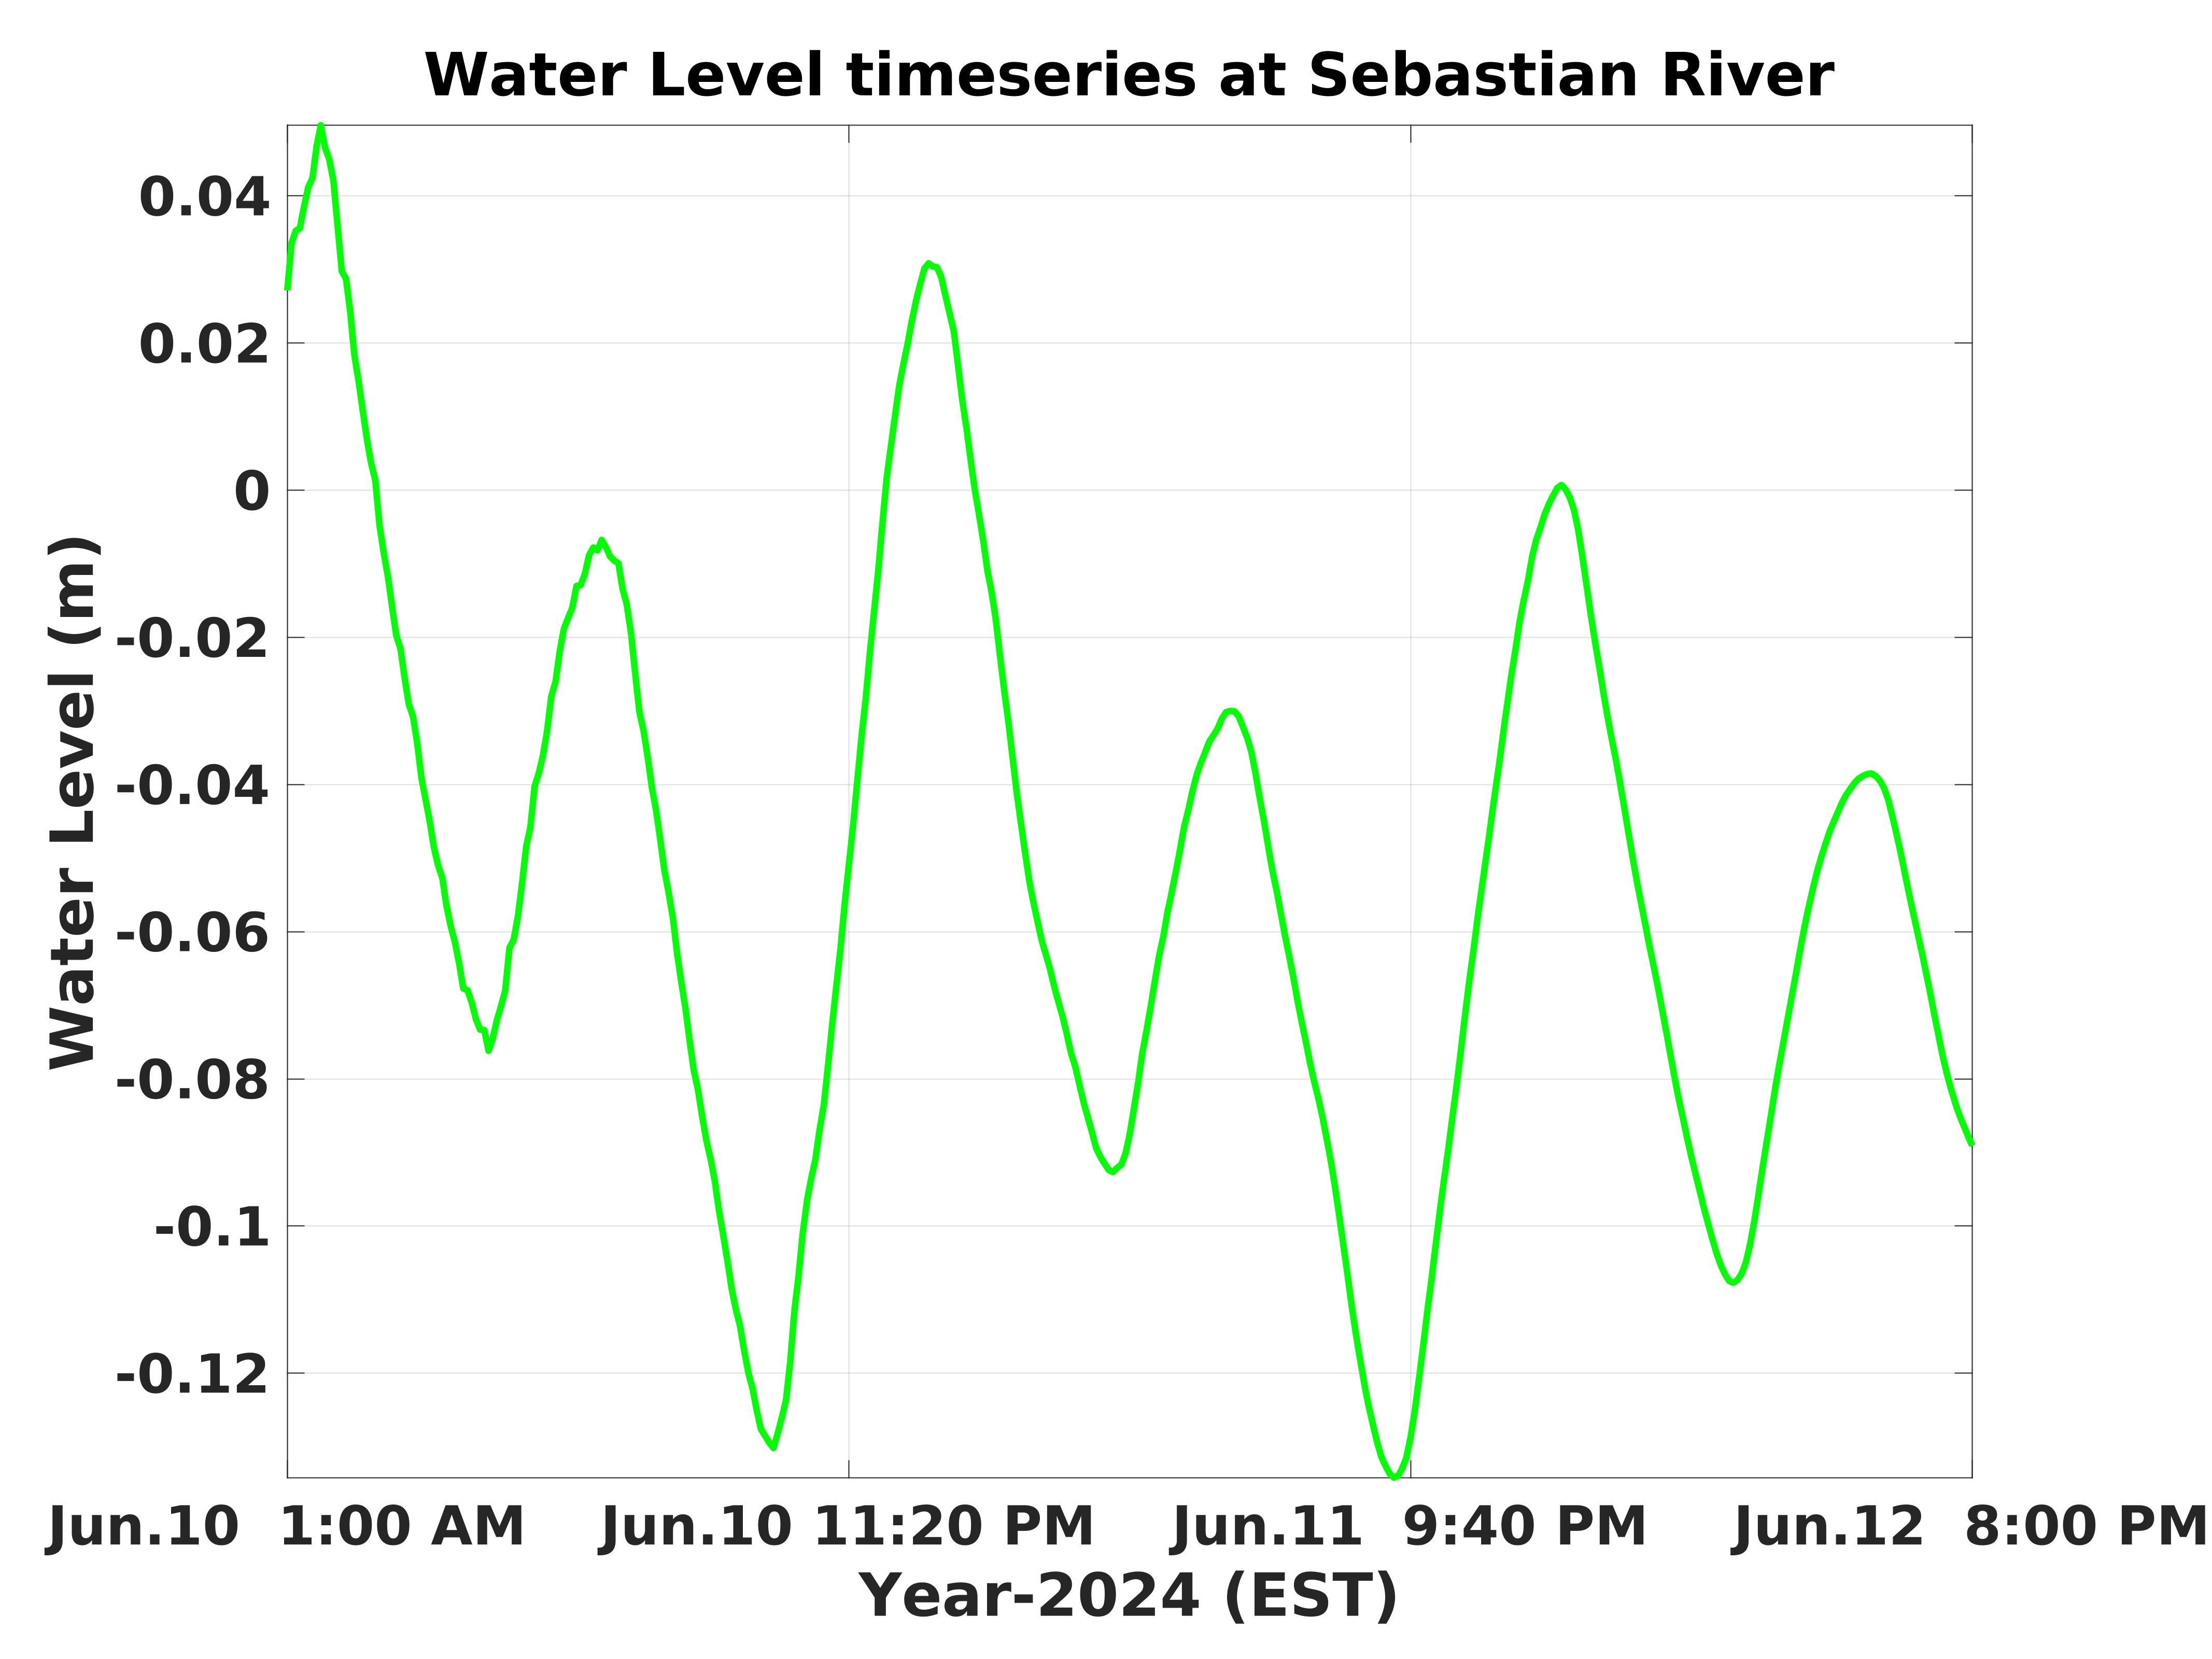 Water Level timeseries at Sebastian River
Water Level (m)
0.04
0.02
0
-0.02
-0.04
-0.06
-0.08
-0.1
-0.12
Jun.10 1:00 AM
Jun.10 11:20 PM
Jun.11 9:40 PM
Jun.12 8:00 PM
Year-2024 (EST)